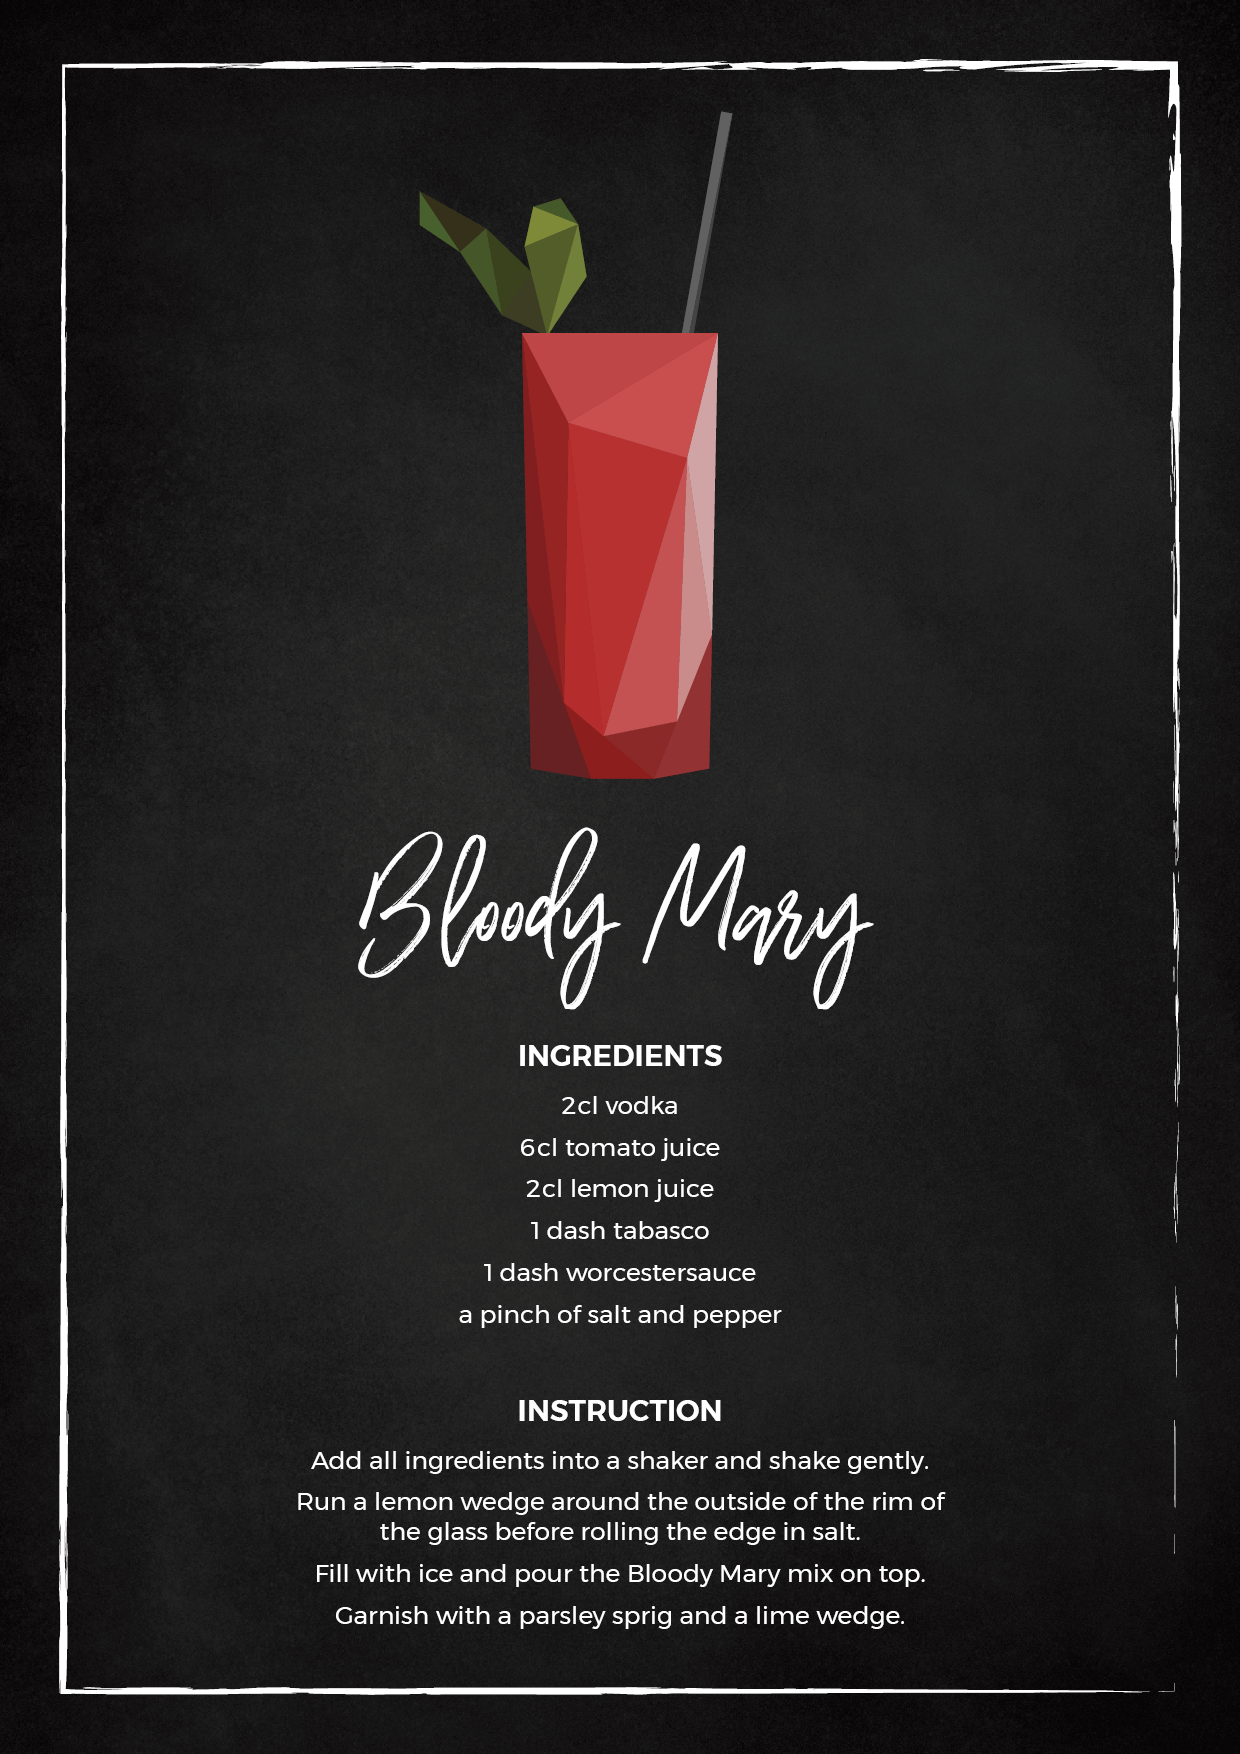 Bloody Mary
INGREDIENTS
2cl vodka
6cl tomato juice
2cl lemon juice
1 dash tabasco
1 dash worcestersauce
a pinch of salt and pepper
INSTRUCTION
Add all ingredients into a shaker and shake gently.
Run a lemon wedge around the outside of the rim of
the glass before rolling the edge in salt.
Fill with ice and pour the Bloody Mary mix on top.
Garnish with a parsley sprig and a lime wedge.